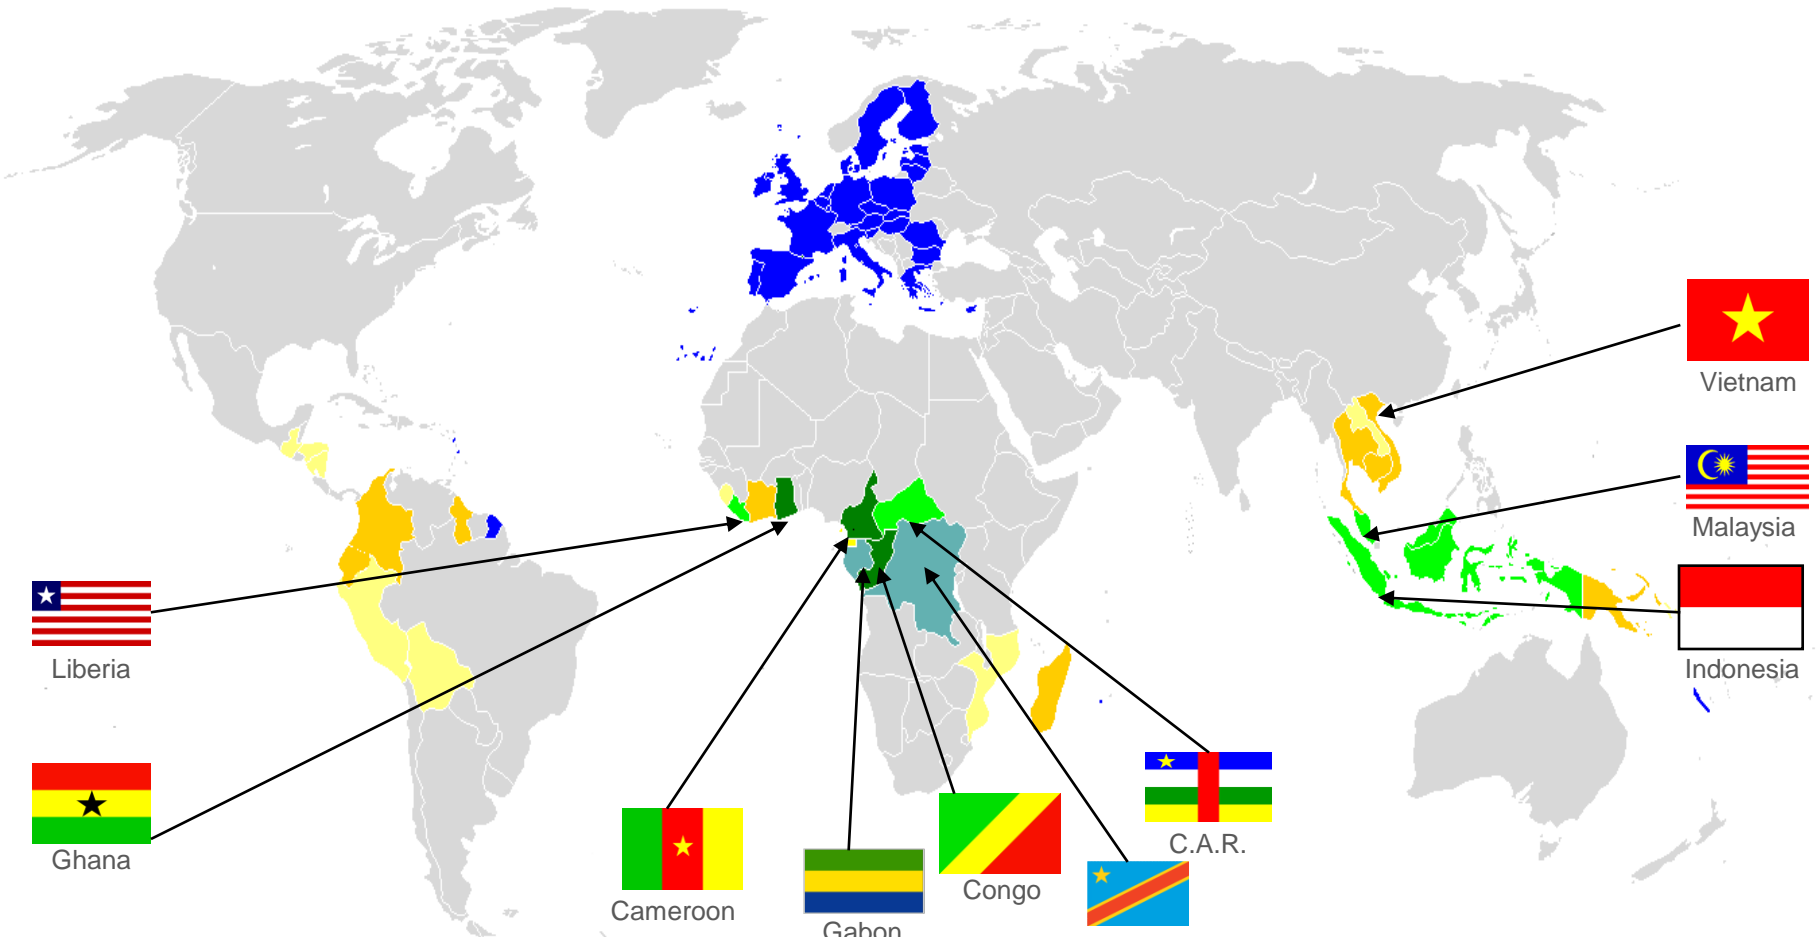 Vietnam
Malaysia
Indonesia
Liberia
Ghana
C.A.R.
Congo
Cameroon
Gabon